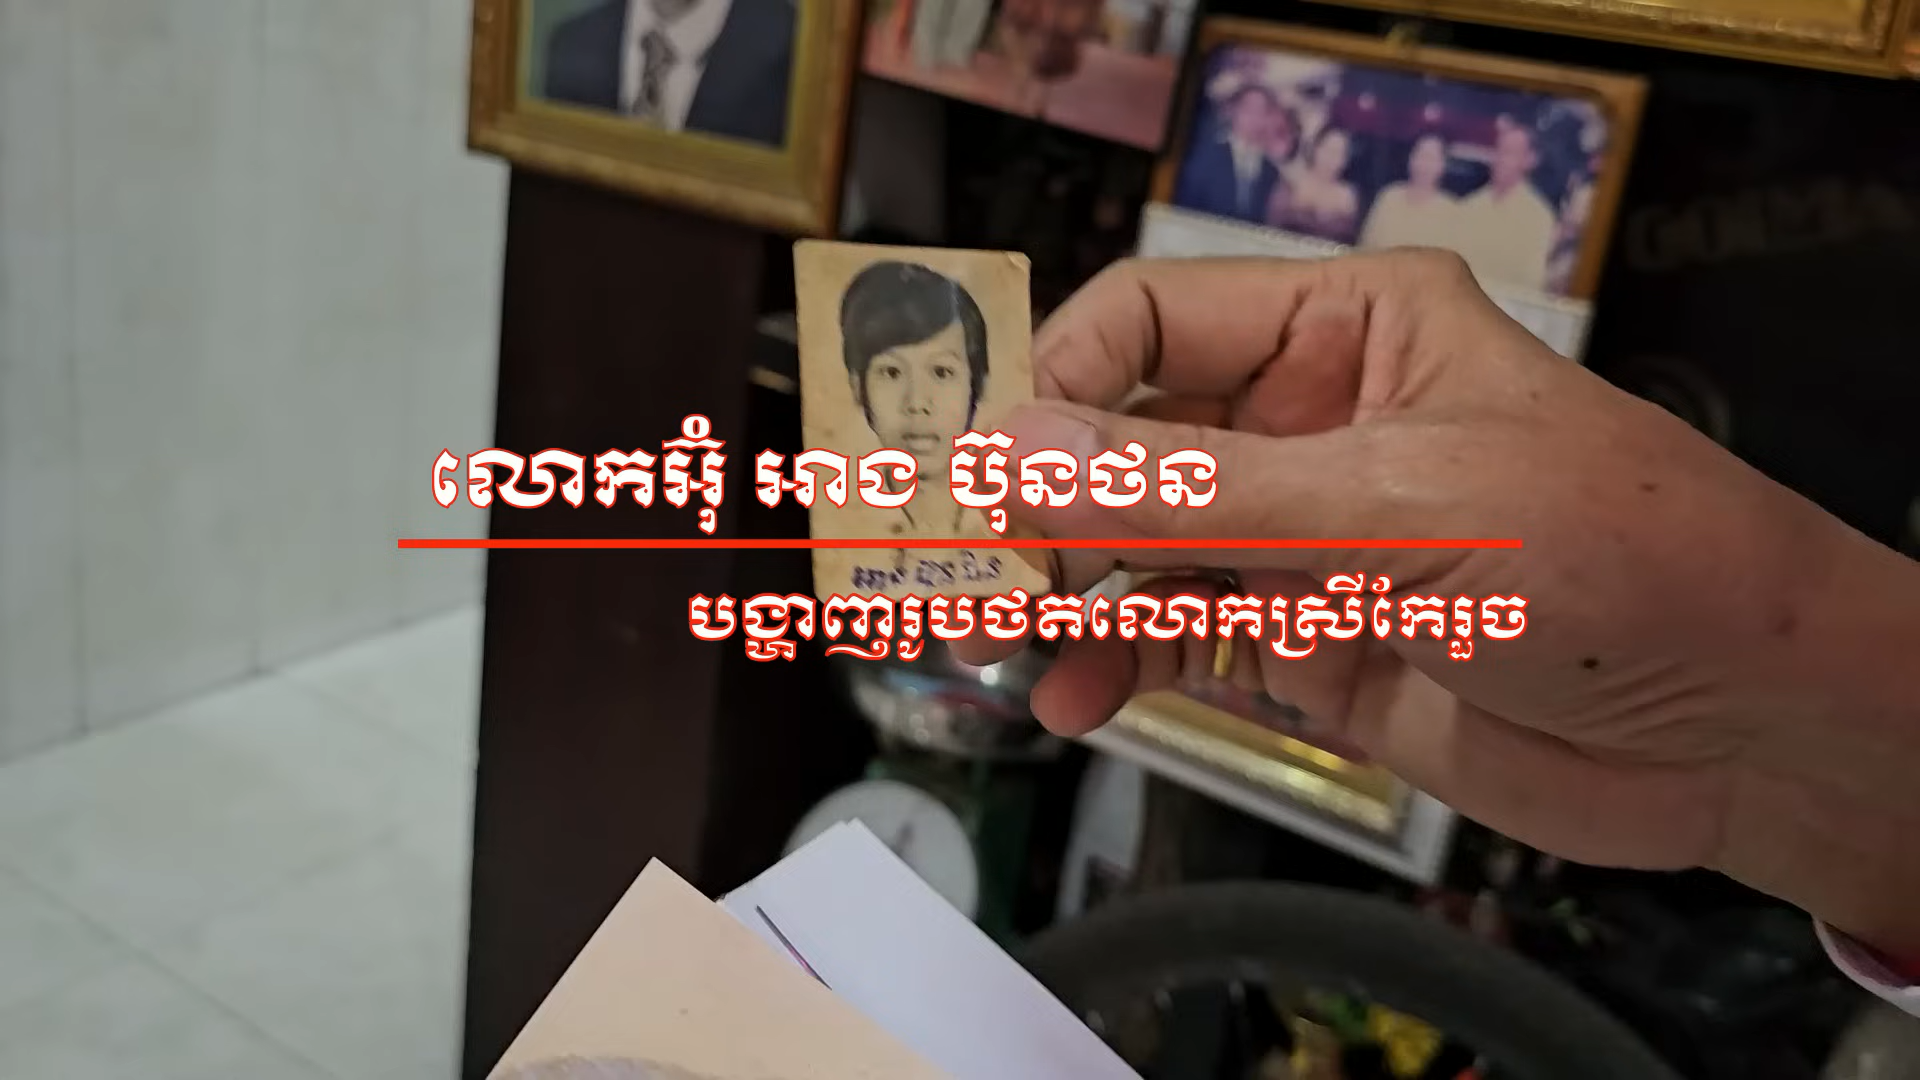 លោកអ៊ុំ អាង ប៊ុនថន
បង្ហាញរូបថតលោកស្រីកែរួច